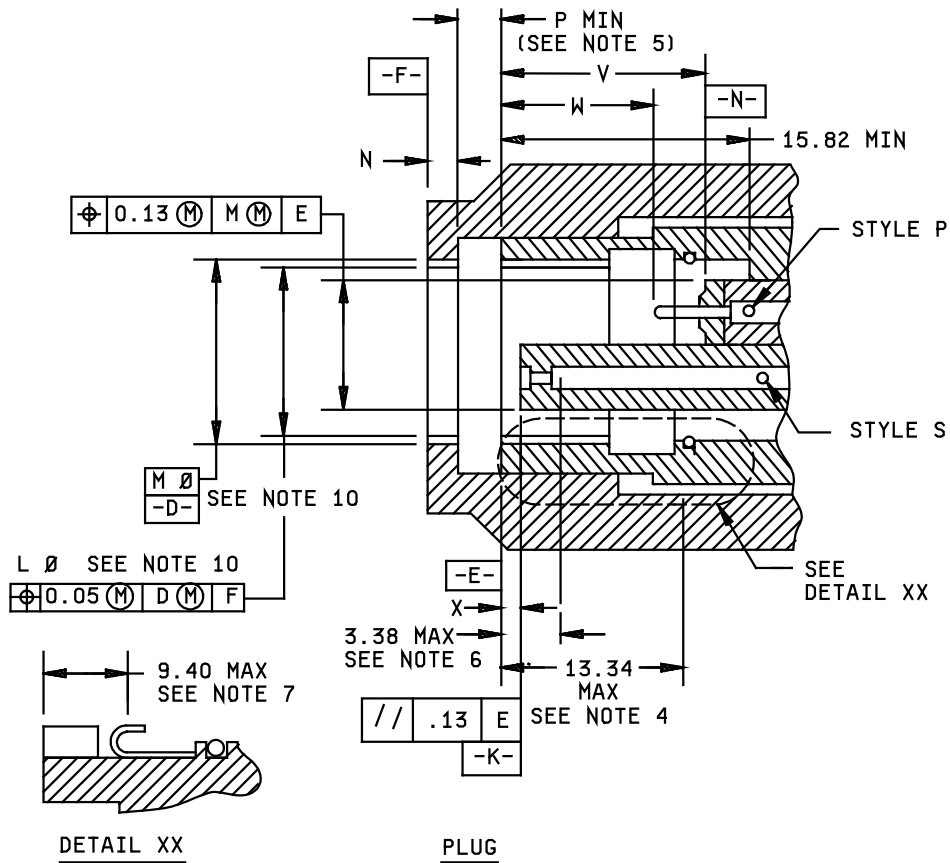 P MIN
(SEE NOTE 5)
-F-
V
-N-
W
15.82 MIN
N
⌖ 0.13 Ⓜ M Ⓜ E
STYLE P
STYLE S
M Ø
-D-
SEE NOTE 10
L Ø SEE NOTE 10
⌖ 0.05 Ⓜ D Ⓜ F
-E-
SEE
DETAIL XX
X
3.38 MAX
SEE NOTE 6
13.34
MAX
SEE NOTE 4
9.40 MAX
SEE NOTE 7
// .13 E
-K-
DETAIL XX
PLUG